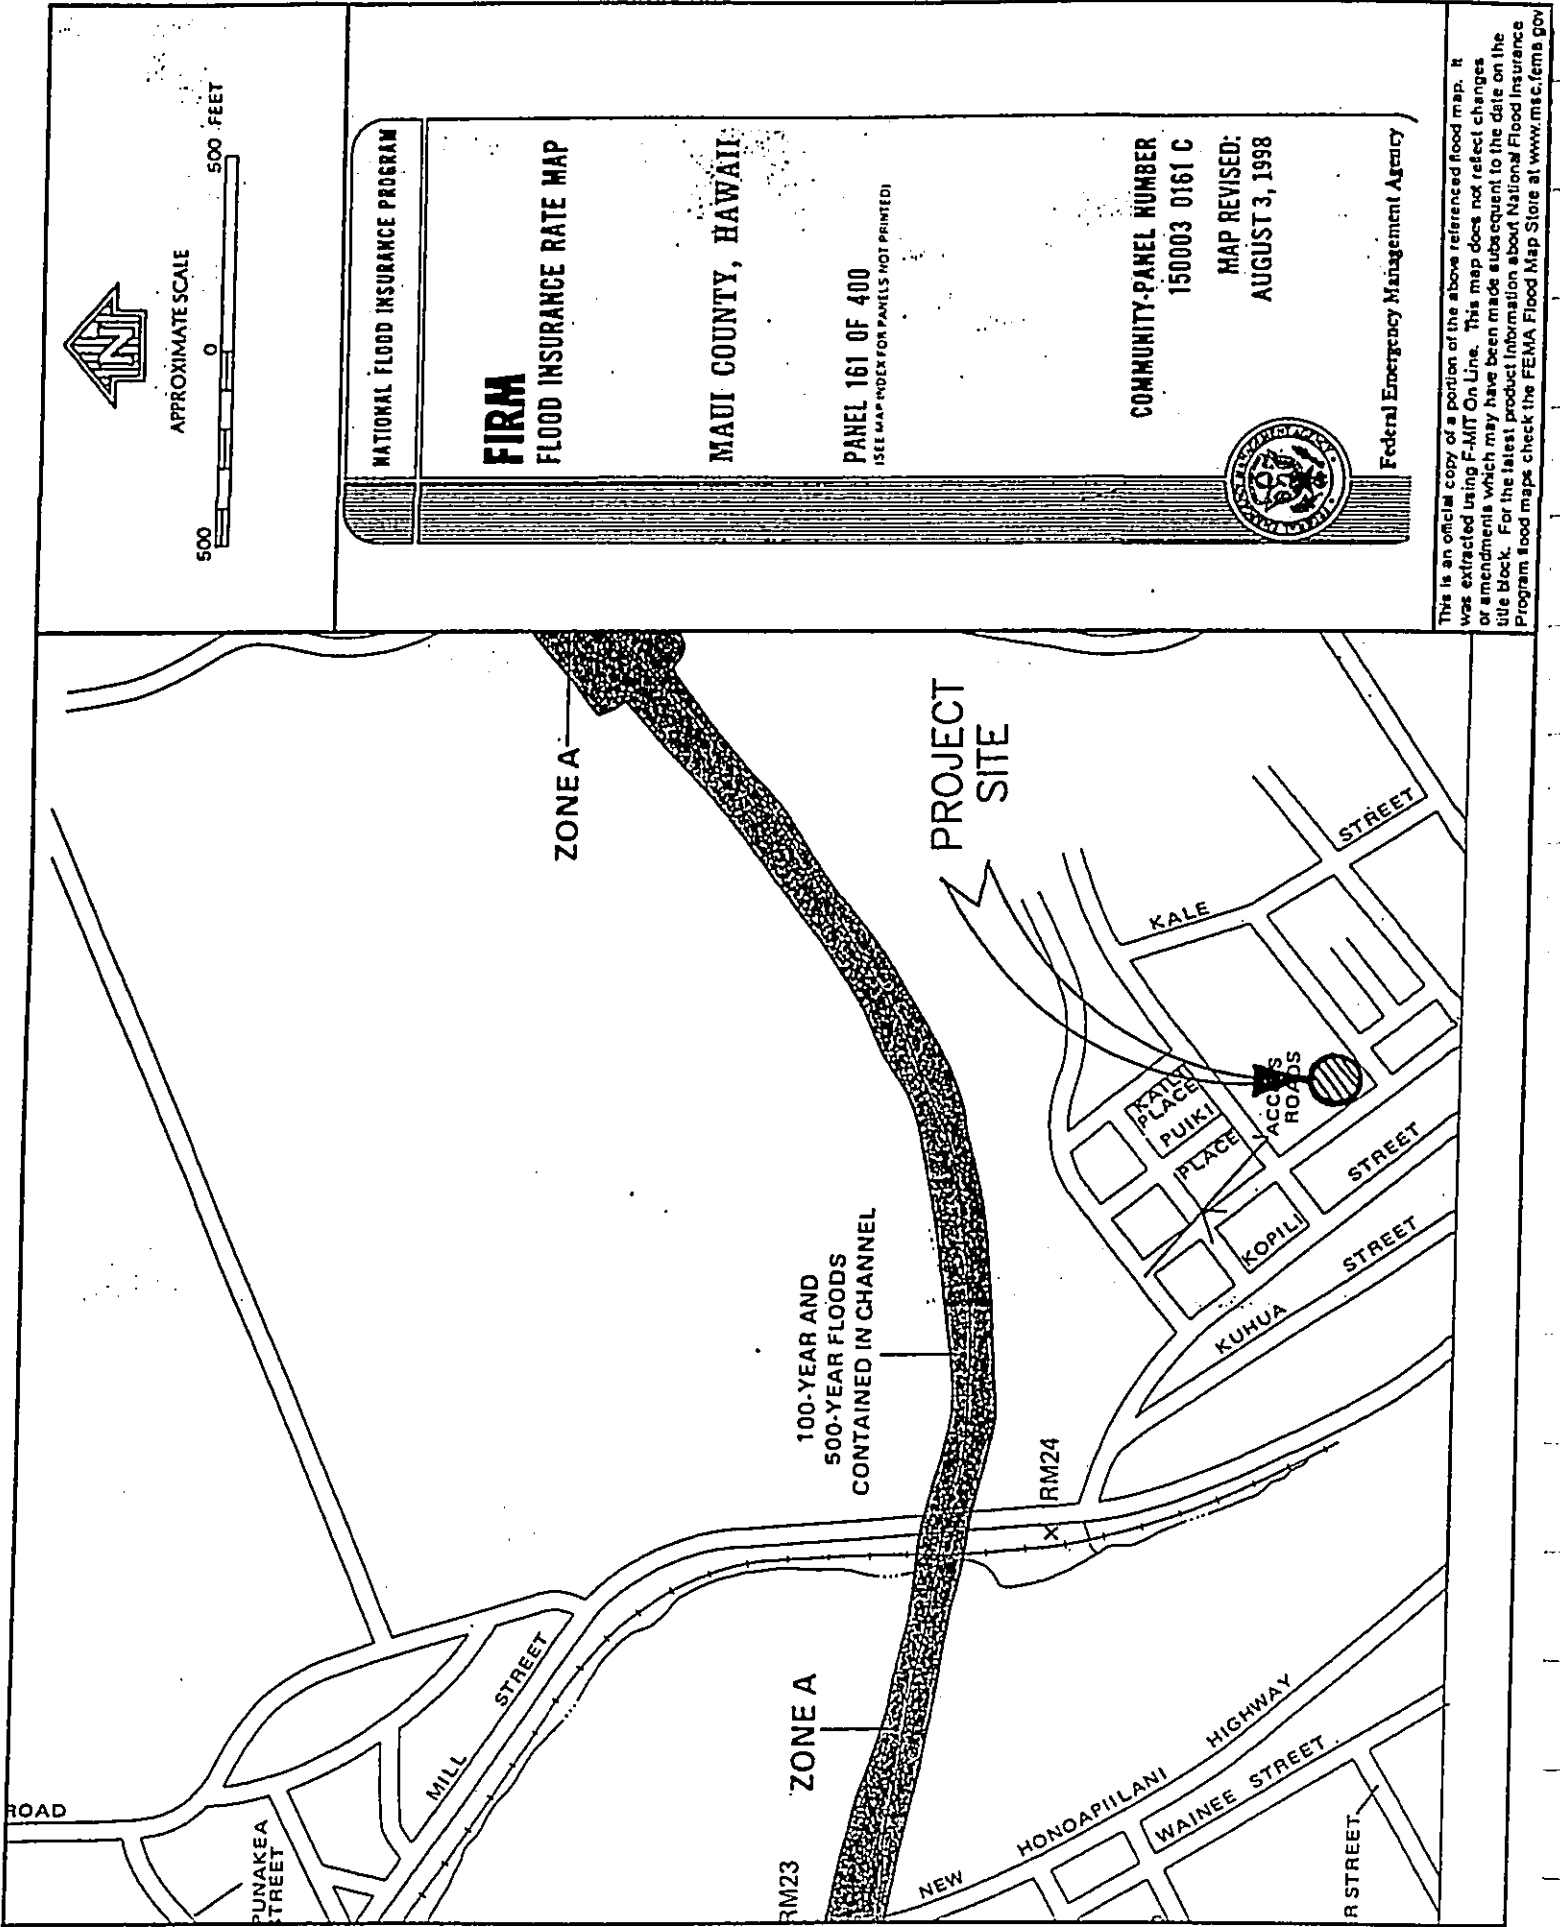 APPROXIMATE SCALE
500 0 500 FEET
NATIONAL FLOOD INSURANCE PROGRAM
FIRM
FLOOD INSURANCE RATE MAP
MAUI COUNTY, HAWAII
PANEL 161 OF 400
(SEE MAP INDEX FOR PANELS NOT PRINTED)
COMMUNITY-PANEL NUMBER
150003 0161 C
MAP REVISED:
AUGUST 3, 1998
Federal Emergency Management Agency
This is an official copy of a portion of the above referenced flood map. It
was extracted using F-MIT On-Line. This map does not reflect changes
or amendments which may have been made subsequent to the date on the
title block. For the latest product information about National Flood Insurance
Program flood maps check the FEMA Flood Map Store at www.msc.fema.gov
ZONE A
PROJECT
SITE
100-YEAR AND
500-YEAR FLOODS
CONTAINED IN CHANNEL
ZONE A
RM24
RM23
ROAD
PUNAKEA
STREET
MILL
STREET
NEW
HONOAPIILANI
HIGHWAY
WAINEE STREET
R STREET
KUHUA
STREET
KOPILI
STREET
PLACE
PUIKI
PLACE
ROADS
KALE
STREET
N